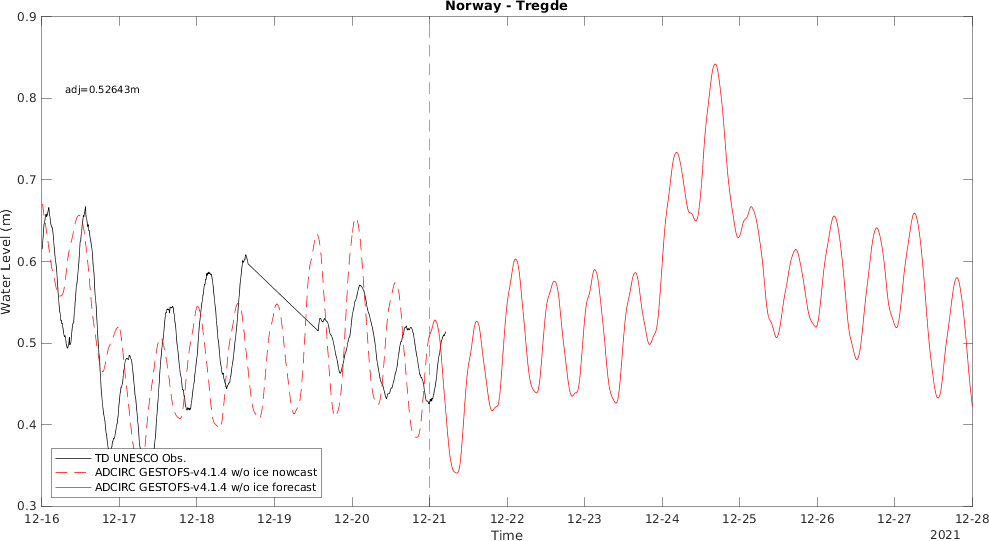 Norway - Tregde
0.9
0.8
0.7
0.6
0.5
0.4
0.3
Water Level (m)
adj=0.52643m
TD UNESCO Obs.
ADCIRC GESTOFS-v4.1.4 w/o ice nowcast
ADCIRC GESTOFS-v4.1.4 w/o ice forecast
12-16 12-17 12-18 12-19 12-20 12-21 12-22 12-23 12-24 12-25 12-26 12-27 12-28
Time
2021